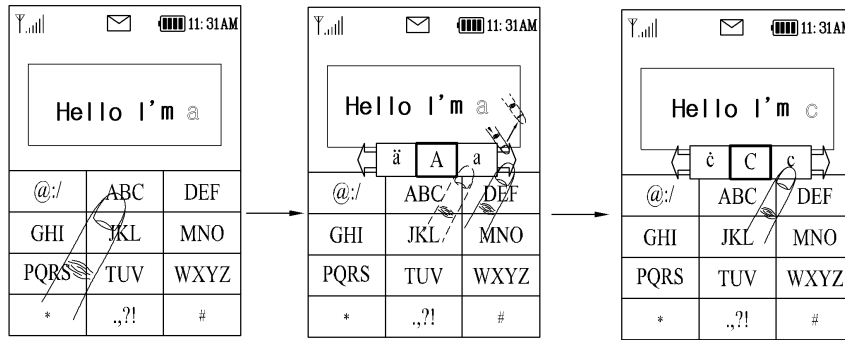 11:31AM
Hello I'm a
@:/ ABC DEF
GHI JKL MNO
PQRS TUV WXYZ
* .,?! #
11:31AM
Hello I'm a
ä A a
@:/ ABC DEF
GHI JKL MNO
PQRS TUV WXYZ
* .,?! #
11:31AM
Hello I'm c
ċ C c
@:/ ABC DEF
GHI JKL MNO
PQRS TUV WXYZ
* .,?! #